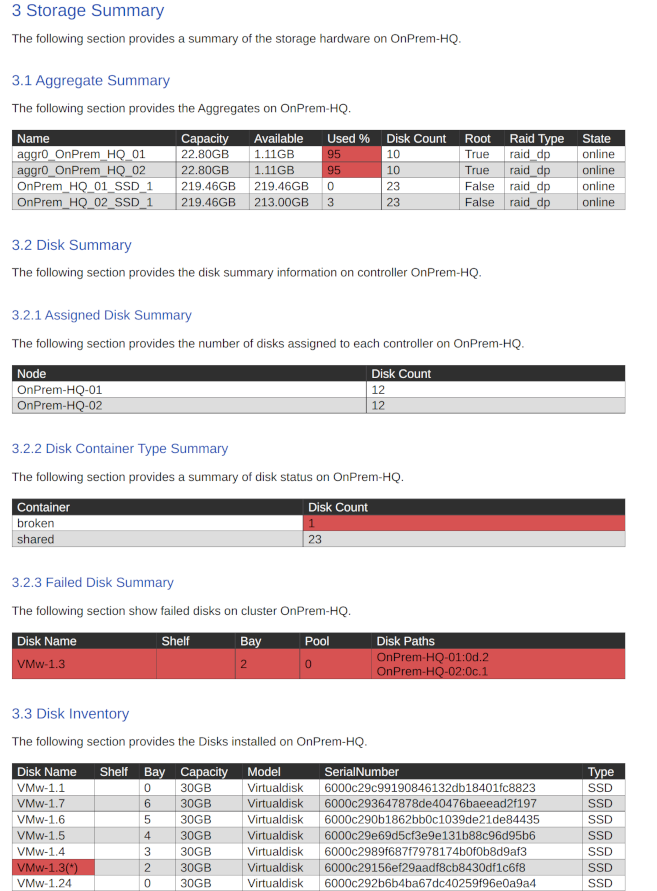 3 Storage Summary
The following section provides a summary of the storage hardware on OnPrem-HQ.
3.1 Aggregate Summary
The following section provides the Aggregates on OnPrem-HQ.
Name Capacity Available Used % Disk Count Root Raid Type State
aggr0_OnPrem_HQ_01 22.80GB 1.11GB 95 10 True raid_dp online
aggr0_OnPrem_HQ_02 22.80GB 1.11GB 95 10 True raid_dp online
OnPrem_HQ_01_SSD_1 219.46GB 219.46GB 0 23 False raid_dp online
OnPrem_HQ_02_SSD_1 219.46GB 213.00GB 3 23 False raid_dp online
3.2 Disk Summary
The following section provides the disk summary information on controller OnPrem-HQ.
3.2.1 Assigned Disk Summary
The following section provides the number of disks assigned to each controller on OnPrem-HQ.
Node Disk Count
OnPrem-HQ-01 12
OnPrem-HQ-02 12
3.2.2 Disk Container Type Summary
The following section provides a summary of disk status on OnPrem-HQ.
Container Disk Count
broken 1
shared 23
3.2.3 Failed Disk Summary
The following section show failed disks on cluster OnPrem-HQ.
Disk Name Shelf Bay Pool Disk Paths
VMw-1.3 2 0 OnPrem-HQ-01:0d.2
OnPrem-HQ-02:0c.1
3.3 Disk Inventory
The following section provides the Disks installed on OnPrem-HQ.
Disk Name Shelf Bay Capacity Model SerialNumber Type
VMw-1.1 0 30GB Virtualdisk 6000c29c99190846132db18401fc8823 SSD
VMw-1.7 6 30GB Virtualdisk 6000c293647878de40476baeead2f197 SSD
VMw-1.6 5 30GB Virtualdisk 6000c290b1862bb0c1039de21de84435 SSD
VMw-1.5 4 30GB Virtualdisk 6000c29e69d5cf3e9e131b88c96d95b6 SSD
VMw-1.4 3 30GB Virtualdisk 6000c2989f687f7978174b0f0b8d9af3 SSD
VMw-1.3(*) 2 30GB Virtualdisk 6000c29156ef29aadf8cb8430df1c6f8 SSD
VMw-1.24 0 30GB Virtualdisk 6000c292b6b4ba67dc40259f96e0a9a4 SSD